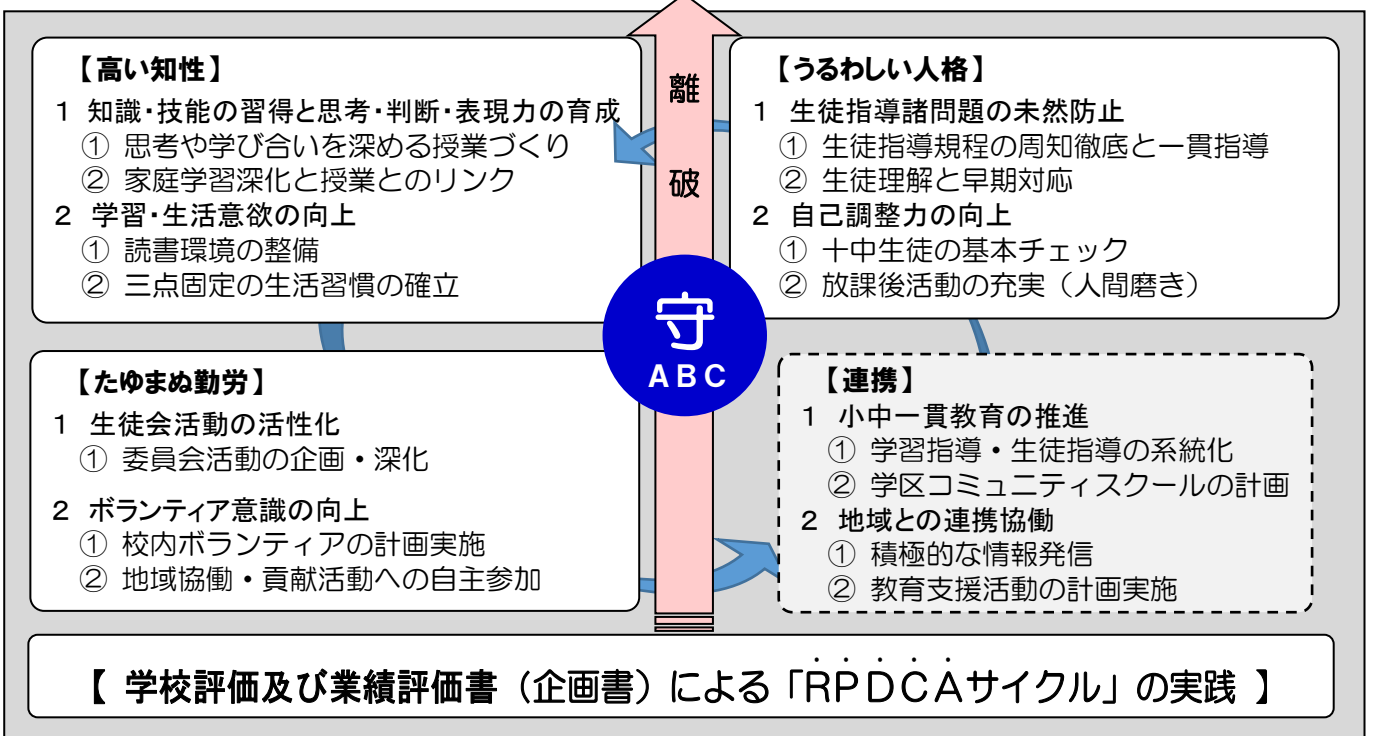 【高い知性】
1 知識・技能の習得と思考・判断・表現力の育成
① 思考や学び合いを深める授業づくり
② 家庭学習深化と授業とのリンク
2 学習・生活意欲の向上
① 読書環境の整備
② 三点固定の生活習慣の確立
離
破
守
ABC
【うるわしい人格】
1 生徒指導諸問題の未然防止
① 生徒指導規程の周知徹底と一貫指導
② 生徒理解と早期対応
2 自己調整力の向上
① 十中生徒の基本チェック
② 放課後活動の充実（人間磨き）
【たゆまぬ勤労】
1 生徒会活動の活性化
① 委員会活動の企画・深化
2 ボランティア意識の向上
① 校内ボランティアの計画実施
② 地域協働・貢献活動への自主参加
【連携】
1 小中一貫教育の推進
① 学習指導・生徒指導の系統化
② 学区コミュニティスクールの計画
2 地域との連携協働
① 積極的な情報発信
② 教育支援活動の計画実施
【 学校評価及び業績評価書（企画書）による「RPDCAサイクル」の実践 】